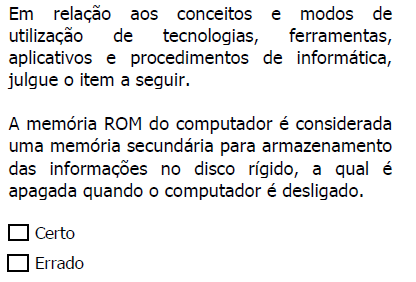 Em relação aos conceitos e modos de
utilização de tecnologias, ferramentas,
aplicativos e procedimentos de informática,
julgue o item a seguir.
A memória ROM do computador é considerada
uma memória secundária para armazenamento
das informações no disco rígido, a qual é
apagada quando o computador é desligado.
Certo
Errado